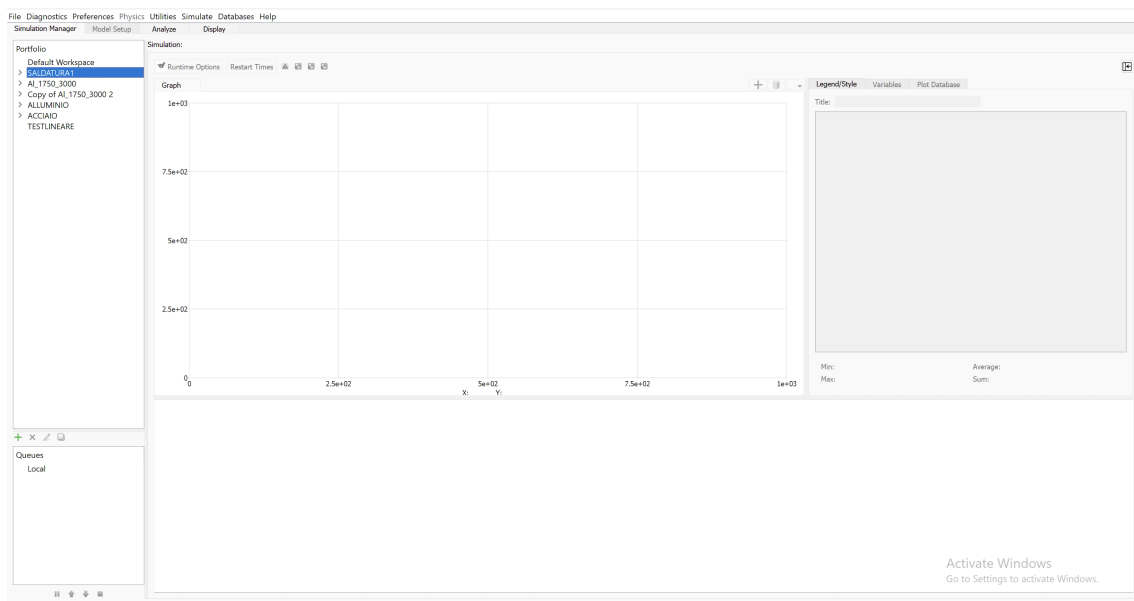 File Diagnostics Preferences Physics Utilities Simulate Databases Help
Simulation Manager Model Setup Analyze Display
Portfolio
Default Workspace
SALDATURA1
Al_1750_3000
Copy of Al_1750_3000 2
ALLUMINIO
ACCIAIO
TESTLINEARE
Queues
Local
Simulation:
Runtime Options Restart Times
Graph
1e+03
7.5e+02
5e+02
2.5e+02
0
0 2.5e+02 5e+02 7.5e+02 1e+03
X: Y:
Legend/Style Variables Plot Database
Title:
Min: Average:
Max: Sum:
Activate Windows
Go to Settings to activate Windows.